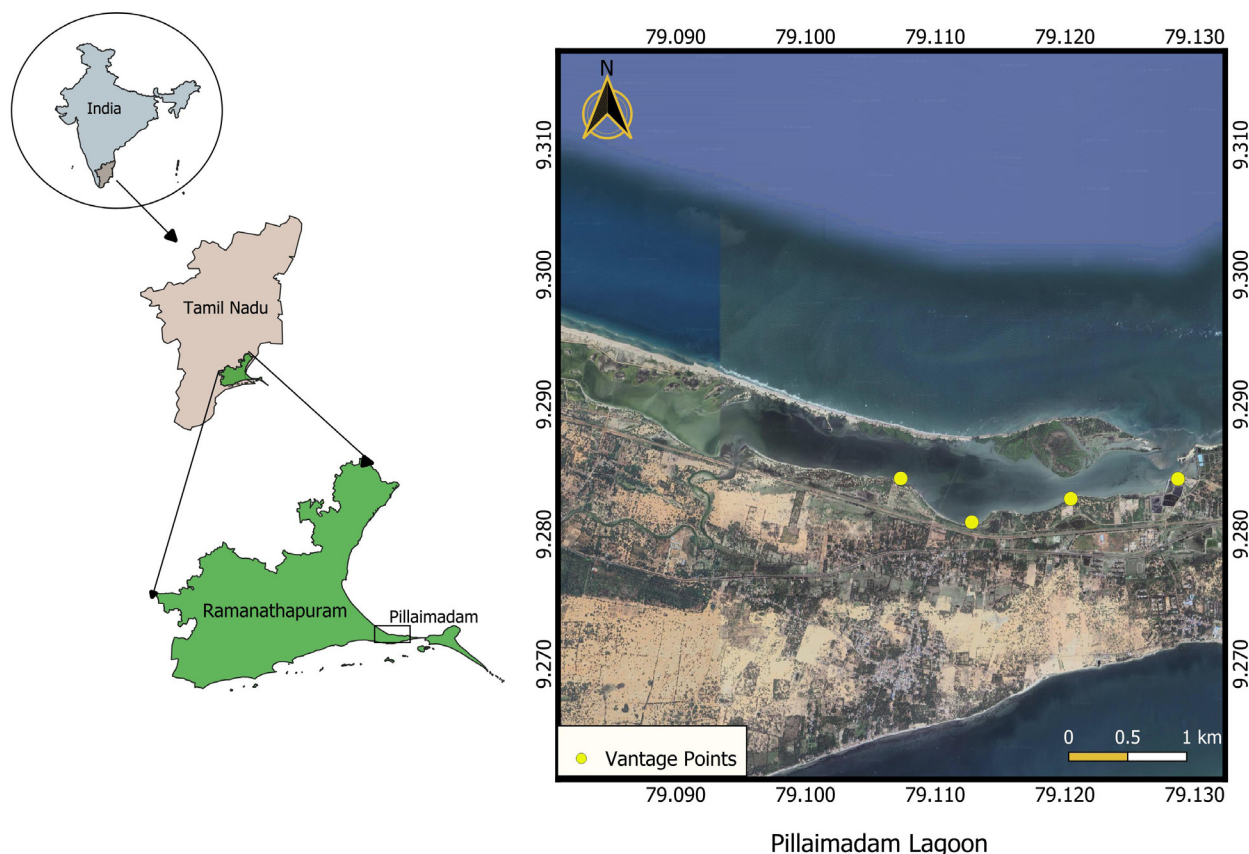 India
Tamil Nadu
Ramanathapuram
Pillaimadam
79.090 79.100 79.110 79.120 79.130
N
9.310
9.300
9.290
9.280
9.270
9.310
9.300
9.290
9.280
9.270
Vantage Points
0 0.5 1 km
79.090 79.100 79.110 79.120 79.130
Pillaimadam Lagoon